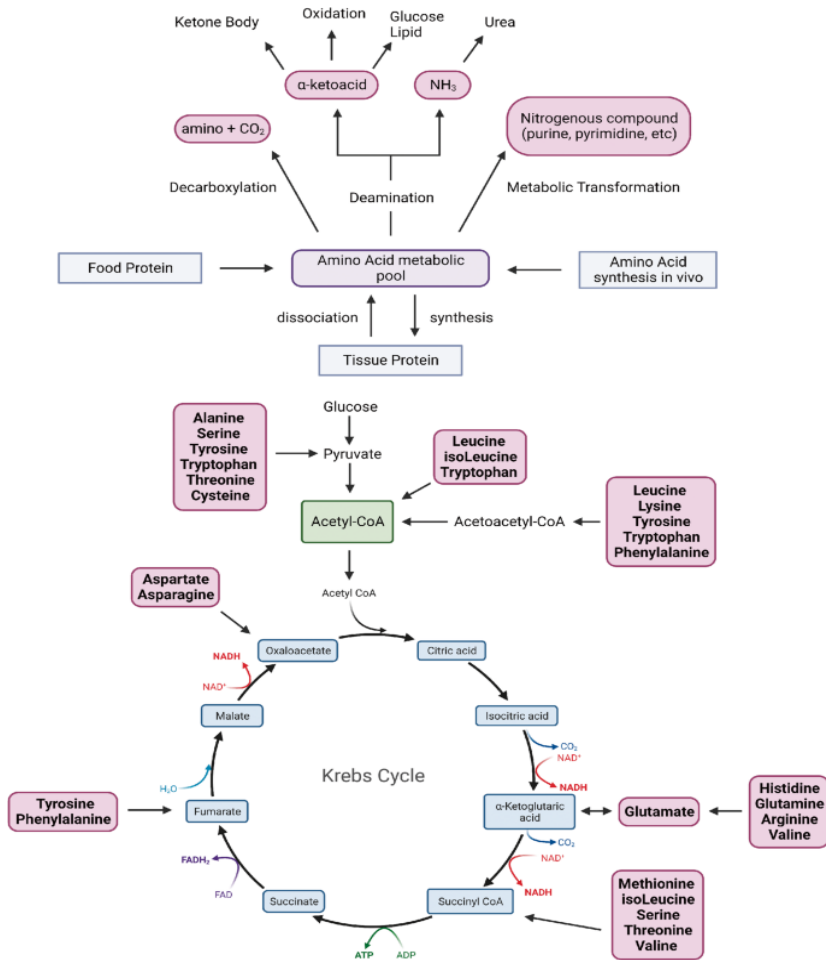 Ketone Body
Oxidation
Glucose
Lipid
Urea
α-ketoacid
NH₃
amino + CO₂
Nitrogenous compound
(purine, pyrimidine, etc)
Decarboxylation
Deamination
Metabolic Transformation
Food Protein
Amino Acid metabolic
pool
Amino Acid
synthesis in vivo
dissociation
synthesis
Tissue Protein
Glucose
Alanine
Serine
Tyrosine
Tryptophan
Threonine
Cysteine
Pyruvate
Leucine
isoLeucine
Tryptophan
Acetyl-CoA
Acetoacetyl-CoA
Leucine
Lysine
Tyrosine
Tryptophan
Phenylalanine
Aspartate
Asparagine
Acetyl CoA
Oxaloacetate
Citric acid
NADH
NAD⁺
Malate
Isocitric acid
CO₂
NAD⁺
NADH
H₂O
Krebs Cycle
Tyrosine
Phenylalanine
Fumarate
α-Ketoglutaric
acid
Glutamate
Histidine
Glutamine
Arginine
Valine
CO₂
NAD⁺
NADH
FADH₂
FAD
Succinate
Succinyl CoA
Methionine
isoLeucine
Serine
Threonine
Valine
ATP
ADP